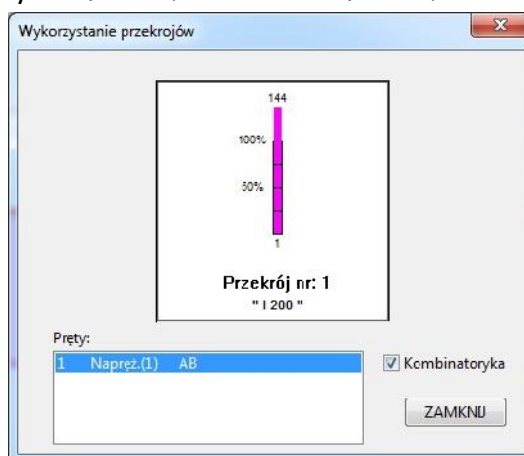 Wykorzystanie przekrojów
144
100%
50%
1
Przekrój nr: 1
" I 200 "
Pręty:
1 Napręż.(1) AB
Kombinatoryka
ZAMKNIJ